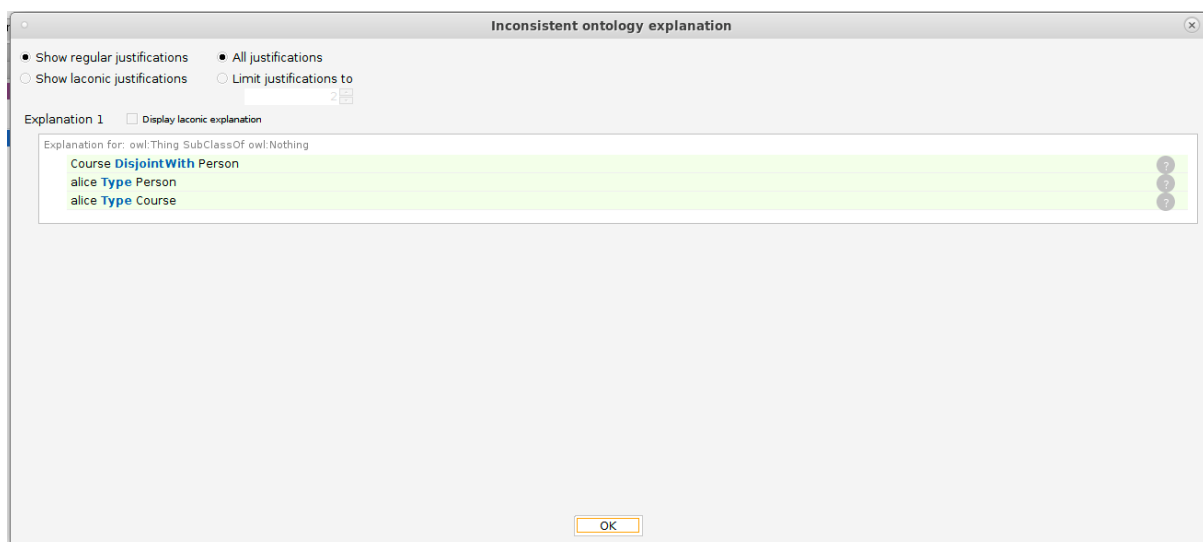 Inconsistent ontology explanation
Show regular justifications All justifications
Show laconic justifications Limit justifications to
2
Explanation 1 Display laconic explanation
Explanation for: owl:Thing SubClassOf owl:Nothing
Course DisjointWith Person ?
alice Type Person ?
alice Type Course ?
OK